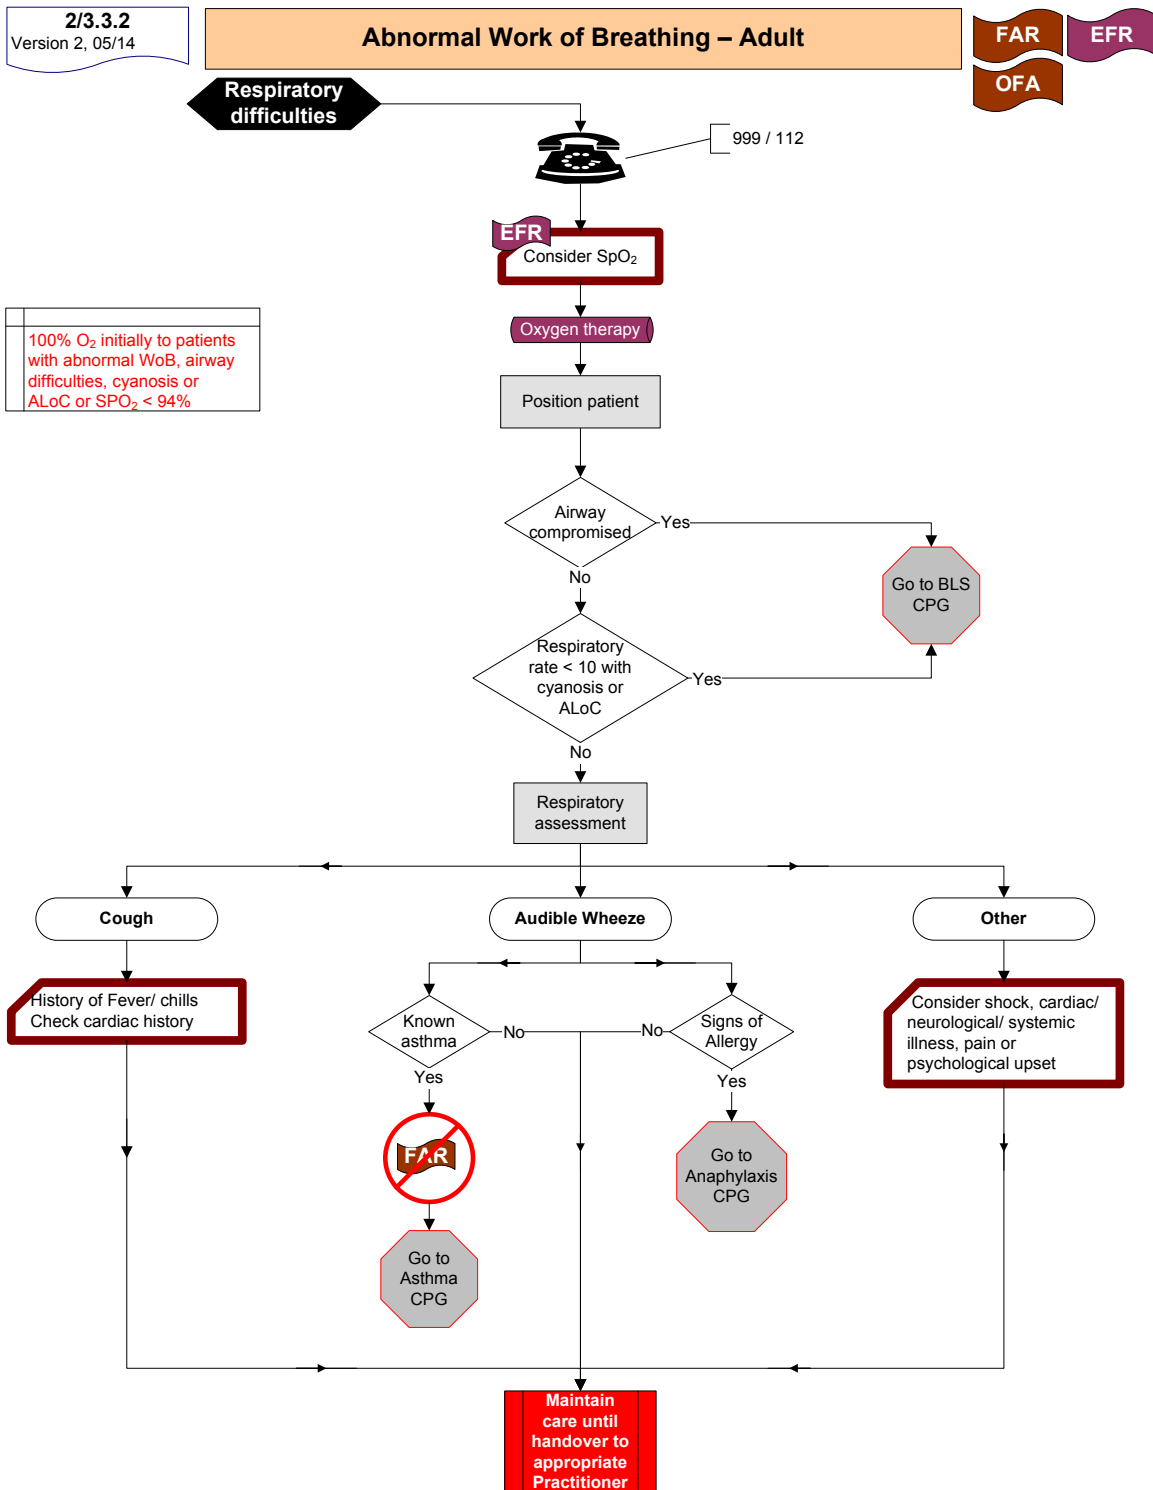 2/3.3.2
Version 2, 05/14
Abnormal Work of Breathing – Adult
FAR
EFR
OFA
Respiratory
difficulties
999 / 112
EFR
Consider SpO₂
Oxygen therapy
100% O₂ initially to patients
with abnormal WoB, airway
difficulties, cyanosis or
ALoC or SPO₂ < 94%
Position patient
Airway
compromised
Yes
No
Go to BLS
CPG
Respiratory
rate < 10 with
cyanosis or
ALoC
Yes
No
Respiratory
assessment
Cough
Audible Wheeze
Other
History of Fever/ chills
Check cardiac history
Known
asthma
No
No
Signs of
Allergy
Consider shock, cardiac/
neurological/ systemic
illness, pain or
psychological upset
Yes
Yes
FAR
Go to
Anaphylaxis
CPG
Go to
Asthma
CPG
Maintain
care until
handover to
appropriate
Practitioner